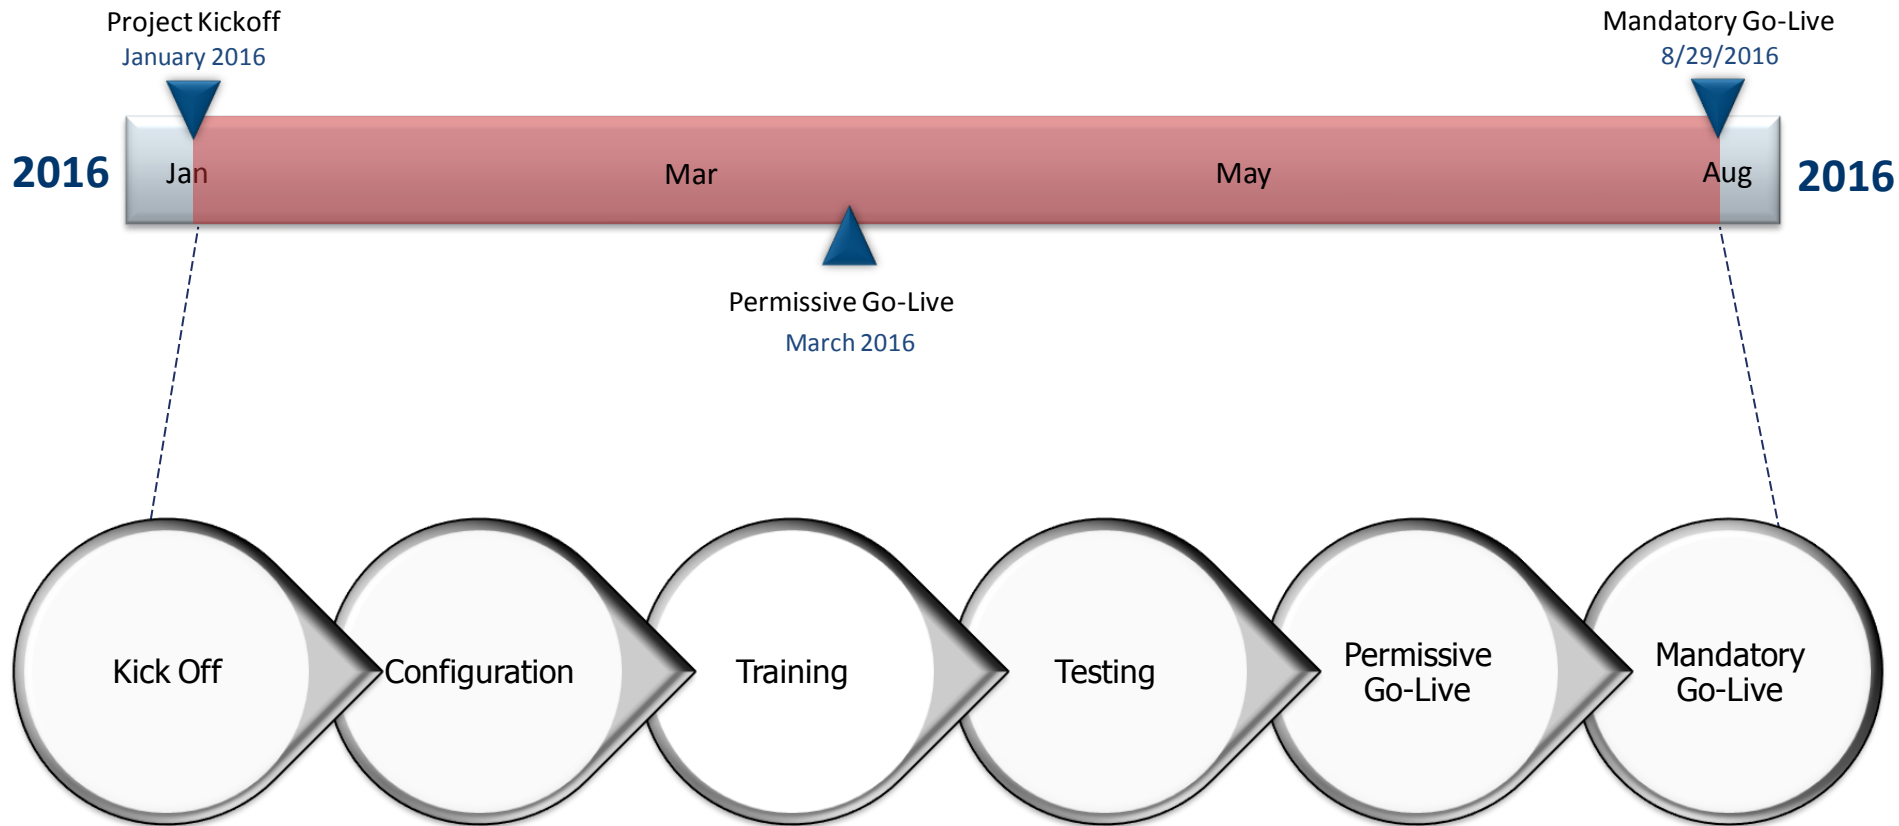 Project Kickoff
January 2016
Mandatory Go-Live
8/29/2016
2016
Jan
Mar
May
Aug
2016
Permissive Go-Live
March 2016
Kick Off
Configuration
Training
Testing
Permissive
Go-Live
Mandatory
Go-Live